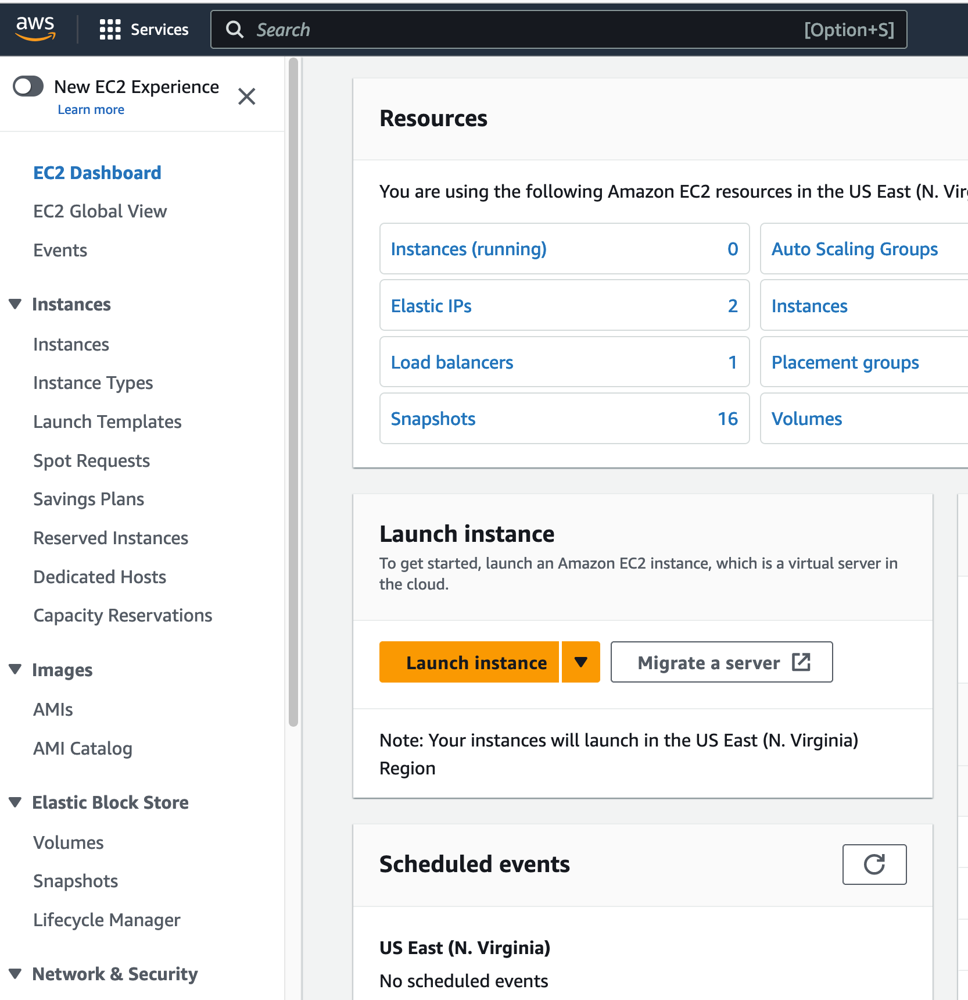 aws
Services
Search
[Option+S]
New EC2 Experience
Learn more
EC2 Dashboard
EC2 Global View
Events
Instances
Instances
Instance Types
Launch Templates
Spot Requests
Savings Plans
Reserved Instances
Dedicated Hosts
Capacity Reservations
Images
AMIs
AMI Catalog
Elastic Block Store
Volumes
Snapshots
Lifecycle Manager
Network & Security
Resources
You are using the following Amazon EC2 resources in the US East (N. Virg
Instances (running) 0
Auto Scaling Groups
Elastic IPs 2
Instances
Load balancers 1
Placement groups
Snapshots 16
Volumes
Launch instance
To get started, launch an Amazon EC2 instance, which is a virtual server in
the cloud.
Launch instance
Migrate a server
Note: Your instances will launch in the US East (N. Virginia)
Region
Scheduled events
US East (N. Virginia)
No scheduled events